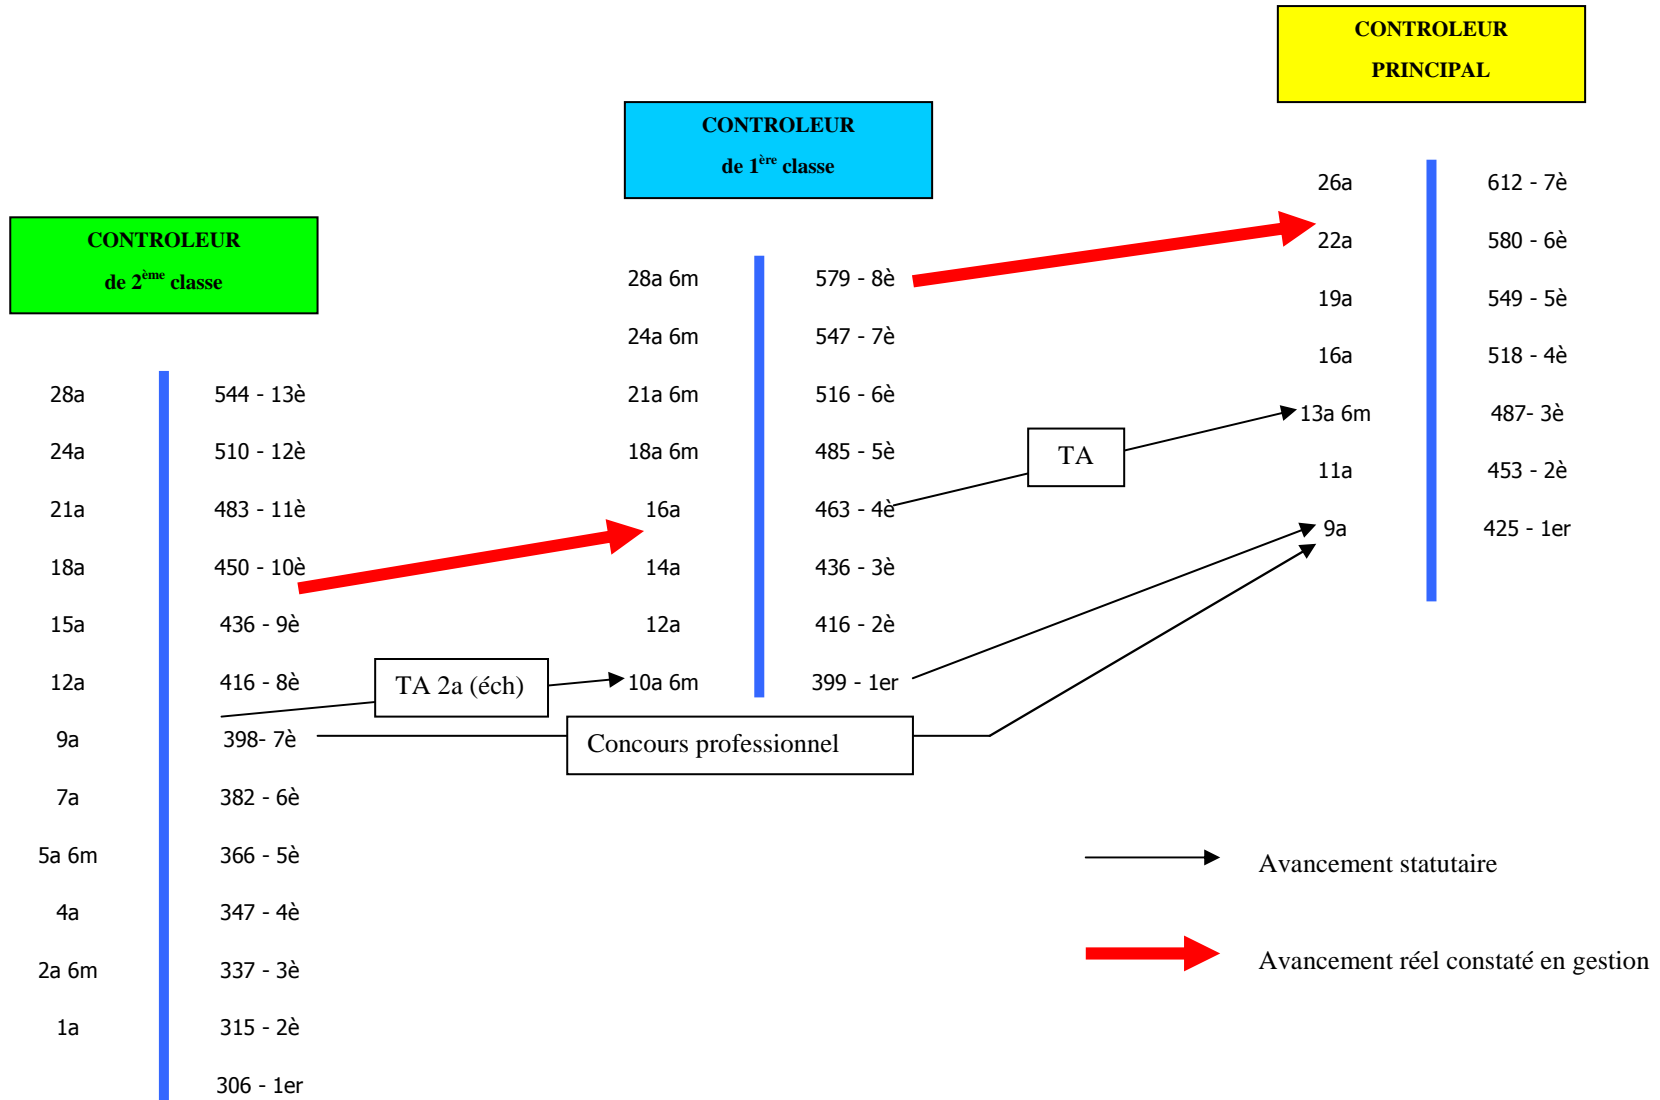 CONTROLEUR
PRINCIPAL
26a 612 - 7è
22a 580 - 6è
19a 549 - 5è
16a 518 - 4è
13a 6m 487- 3è
11a 453 - 2è
9a 425 - 1er
CONTROLEUR
de 1ère classe
28a 6m 579 - 8è
24a 6m 547 - 7è
21a 6m 516 - 6è
18a 6m 485 - 5è
16a 463 - 4è
14a 436 - 3è
12a 416 - 2è
10a 6m 399 - 1er
TA
CONTROLEUR
de 2ème classe
28a 544 - 13è
24a 510 - 12è
21a 483 - 11è
18a 450 - 10è
15a 436 - 9è
12a 416 - 8è
9a 398- 7è
7a 382 - 6è
5a 6m 366 - 5è
4a 347 - 4è
2a 6m 337 - 3è
1a 315 - 2è
306 - 1er
TA 2a (éch)
Concours professionnel
Avancement statutaire
Avancement réel constaté en gestion